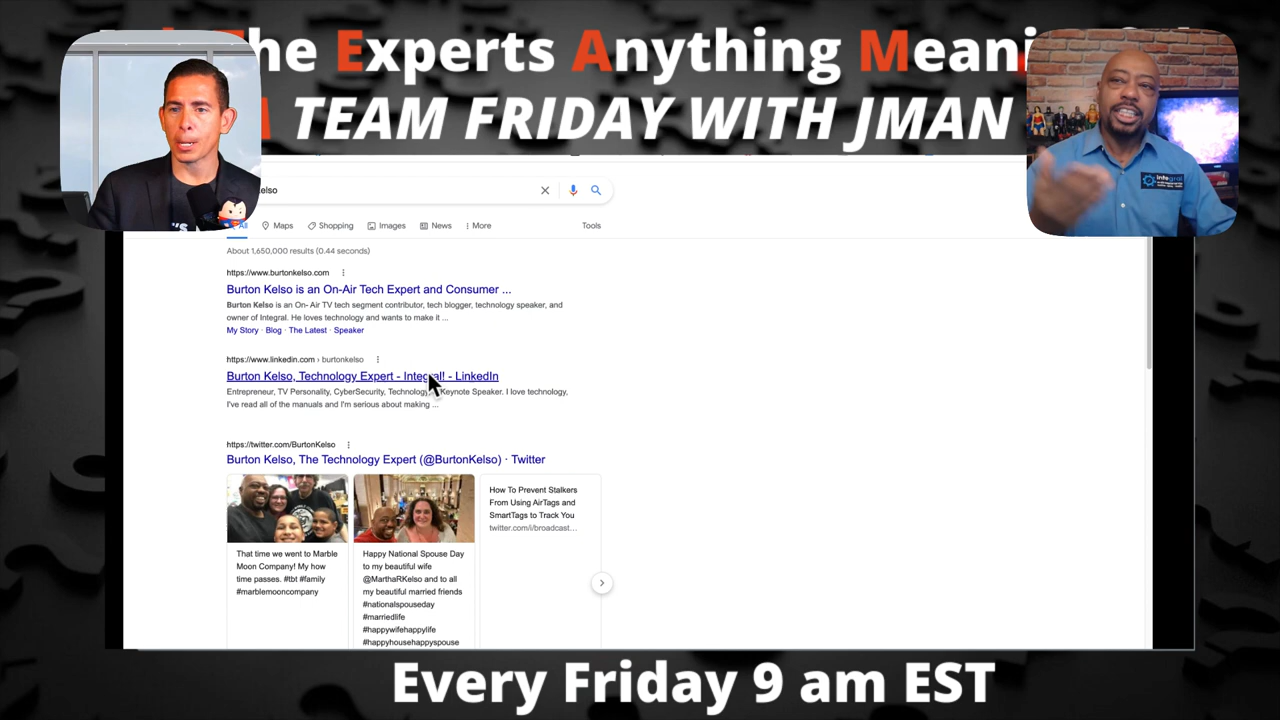 The Experts Anything Meani
TEAM FRIDAY WITH JMAN
elso
All
Maps
Shopping
Images
News
More
Tools
About 1,650,000 results (0.44 seconds)
https://www.burtonkelso.com
Burton Kelso is an On-Air Tech Expert and Consumer ...
Burton Kelso is an On- Air TV tech segment contributor, tech blogger, technology speaker, and
owner of Integral. He loves technology and wants to make it ...
My Story · Blog · The Latest · Speaker
https://www.linkedin.com › burtonkelso
Burton Kelso, Technology Expert - Integral! - LinkedIn
Entrepreneur, TV Personality, CyberSecurity, Technology Keynote Speaker. I love technology,
I've read all of the manuals and I'm serious about making ...
https://twitter.com/BurtonKelso
Burton Kelso, The Technology Expert (@BurtonKelso) · Twitter
That time we went to Marble
Moon Company! My how
time passes. #tbt #family
#marblemooncompany
Happy National Spouse Day
to my beautiful wife
@MarthaRKelso and to all
my beautiful married friends
#nationalspouseday
#marriedlife
#happywifehappylife
#happyhousehappyspouse
How To Prevent Stalkers
From Using AirTags and
SmartTags to Track You
twitter.com/i/broadcast...
integral
Every Friday 9 am EST